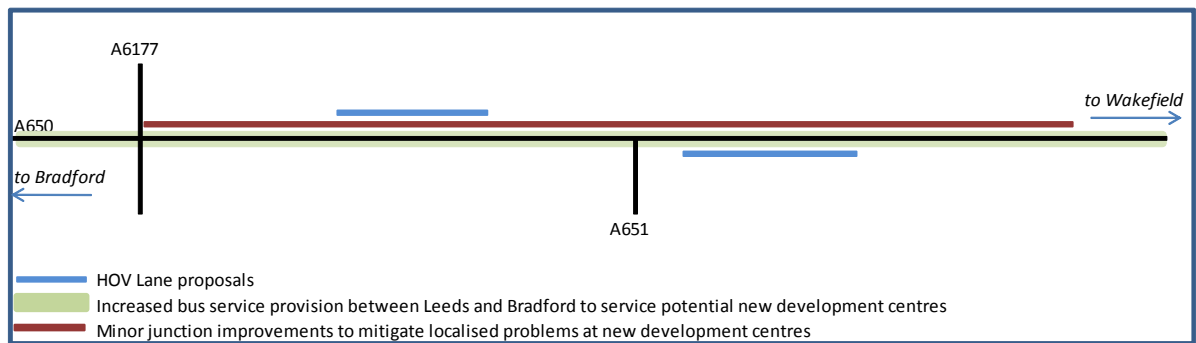 A6177
to Wakefield
A650
to Bradford
A651
HOV Lane proposals
Increased bus service provision between Leeds and Bradford to service potential new development centres
Minor junction improvements to mitigate localised problems at new development centres